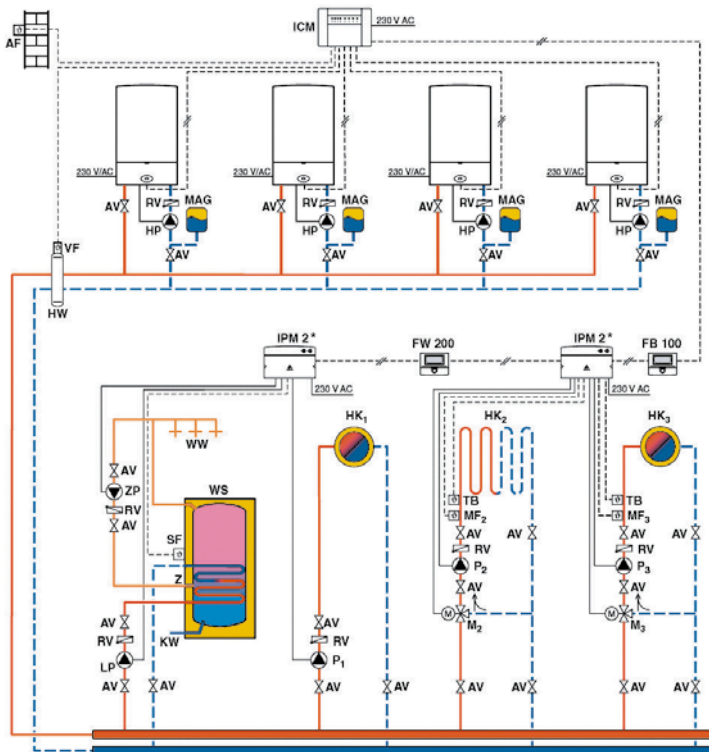 ICM
230 V AC
AF
230 V/AC
230 V/AC
230 V/AC
230 V/AC
AV RV MAG
AV RV MAG
AV RV MAG
AV RV MAG
HP
HP
HP
HP
VF
AV
AV
AV
AV
HW
IPM 2* FW 200 IPM 2* FB 100
230 V AC
230 V AC
HK1
HK2
HK3
WW
AV
ZP
RV
AV
WS
SF
Z
KW
TB
MF2
TB
MF3
AV
AV
AV
AV
RV
RV
P2
P3
AV
AV
M
M2
M
M3
AV
RV
LP
AV
RV
P1
AV
AV
AV
AV
AV
AV
AV
AV